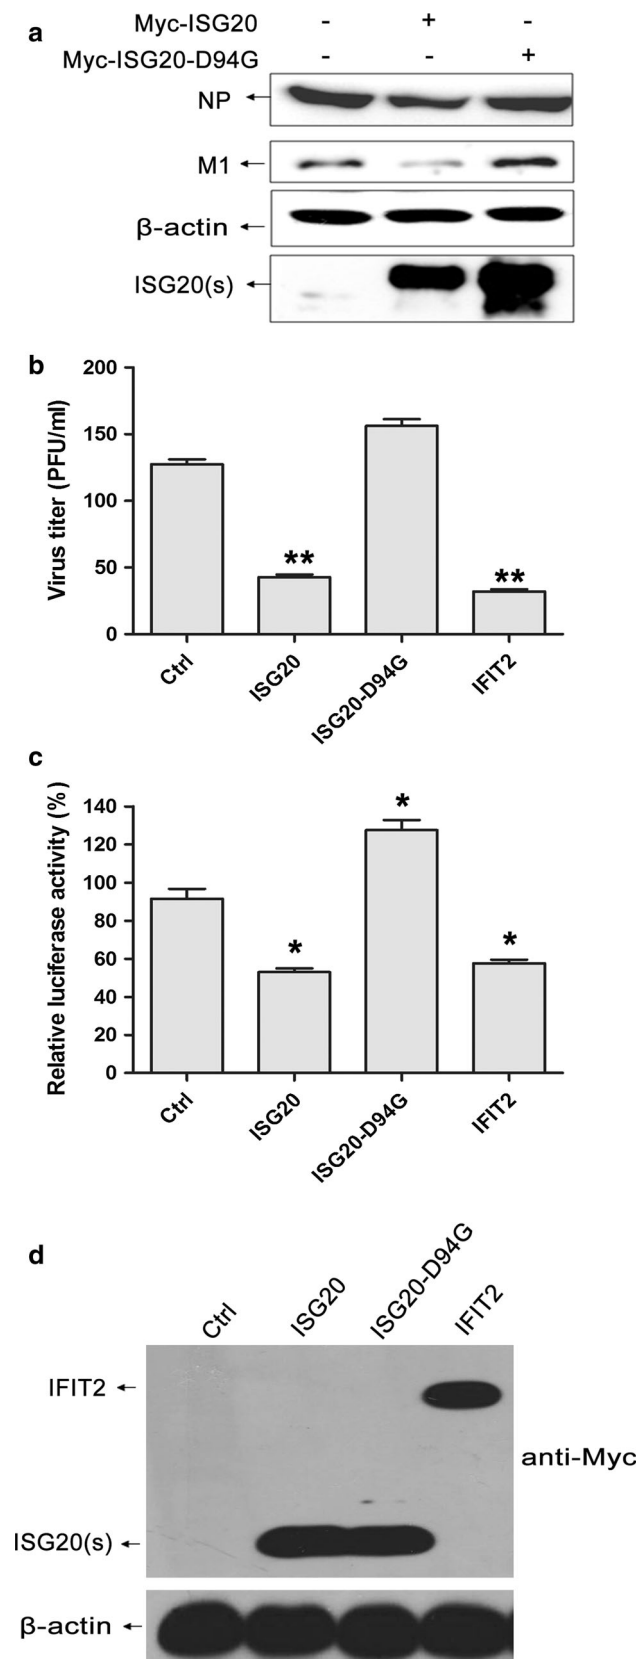 a
Myc-ISG20 - + -
Myc-ISG20-D94G - - +
NP
M1
β-actin
ISG20(s)
b
Virus titer (PFU/ml)
200
150
100
50
0
**
**
Ctrl
ISG20
ISG20-D94G
IFIT2
c
Relative luciferase activity (%)
140
120
100
80
60
40
20
0
*
*
*
Ctrl
ISG20
ISG20-D94G
IFIT2
d
Ctrl
ISG20
ISG20-D94G
IFIT2
IFIT2
anti-Myc
ISG20(s)
β-actin